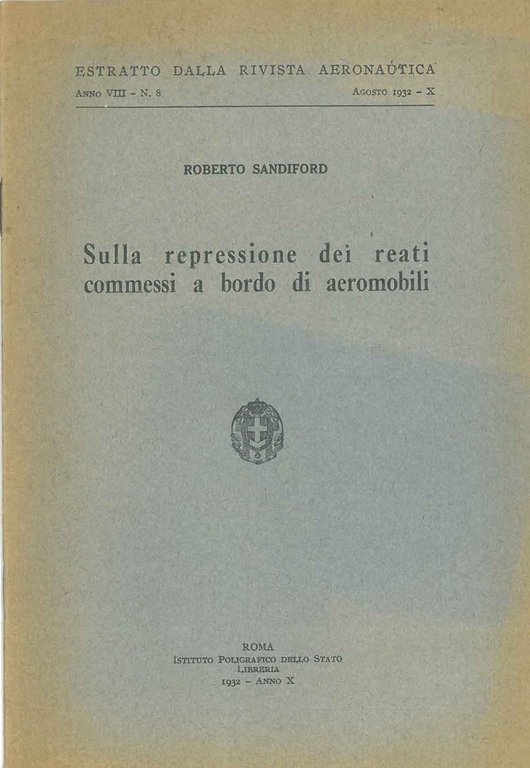 ESTRATTO DALLA RIVISTA AERONAUTICA
ANNO VIII - N. 8 AGOSTO 1932 - X
ROBERTO SANDIFORD
Sulla repressione dei reati
commessi a bordo di aeromobili
ROMA
ISTITUTO POLIGRAFICO DELLO STATO
LIBRERIA
1932 - ANNO X